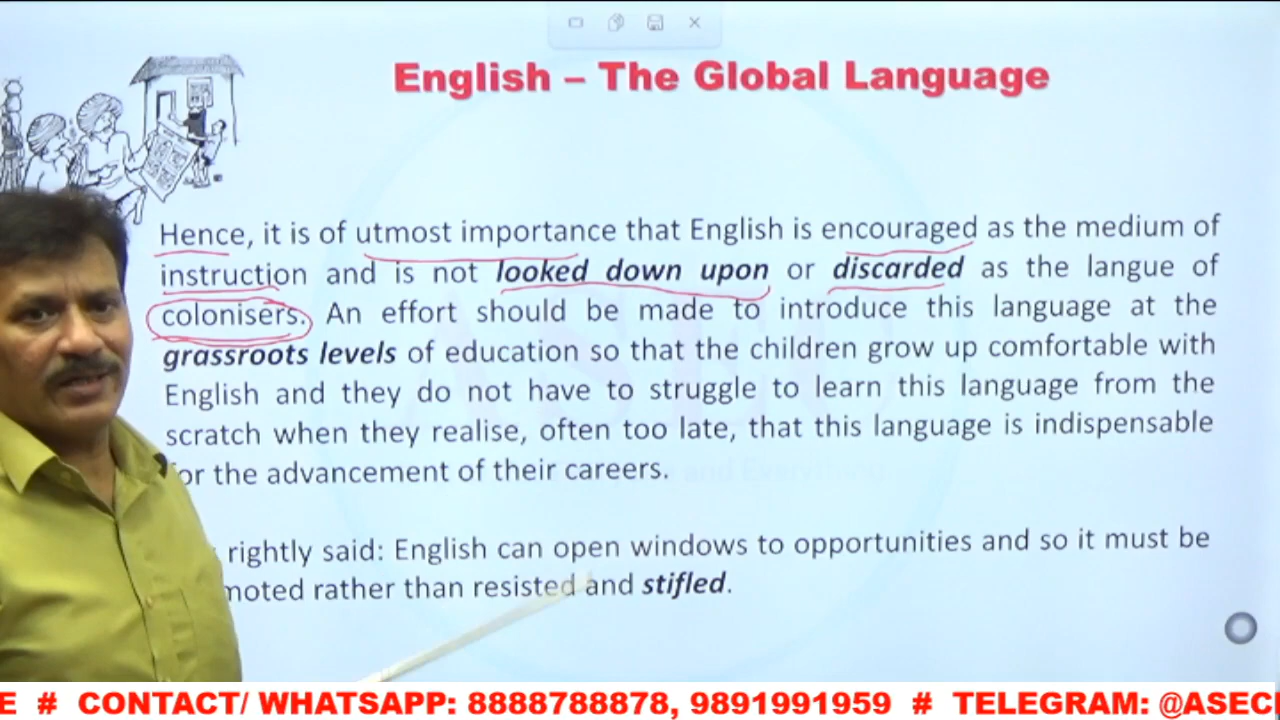 English – The Global Language
Hence, it is of utmost importance that English is encouraged as the medium of
instruction and is not looked down upon or discarded as the langue of
colonisers. An effort should be made to introduce this language at the
grassroots levels of education so that the children grow up comfortable with
English and they do not have to struggle to learn this language from the
scratch when they realise, often too late, that this language is indispensable
for the advancement of their careers.
rightly said: English can open windows to opportunities and so it must be
moted rather than resisted and stifled.
E # CONTACT/ WHATSAPP: 8888788878, 9891991959 # TELEGRAM: @ASEC